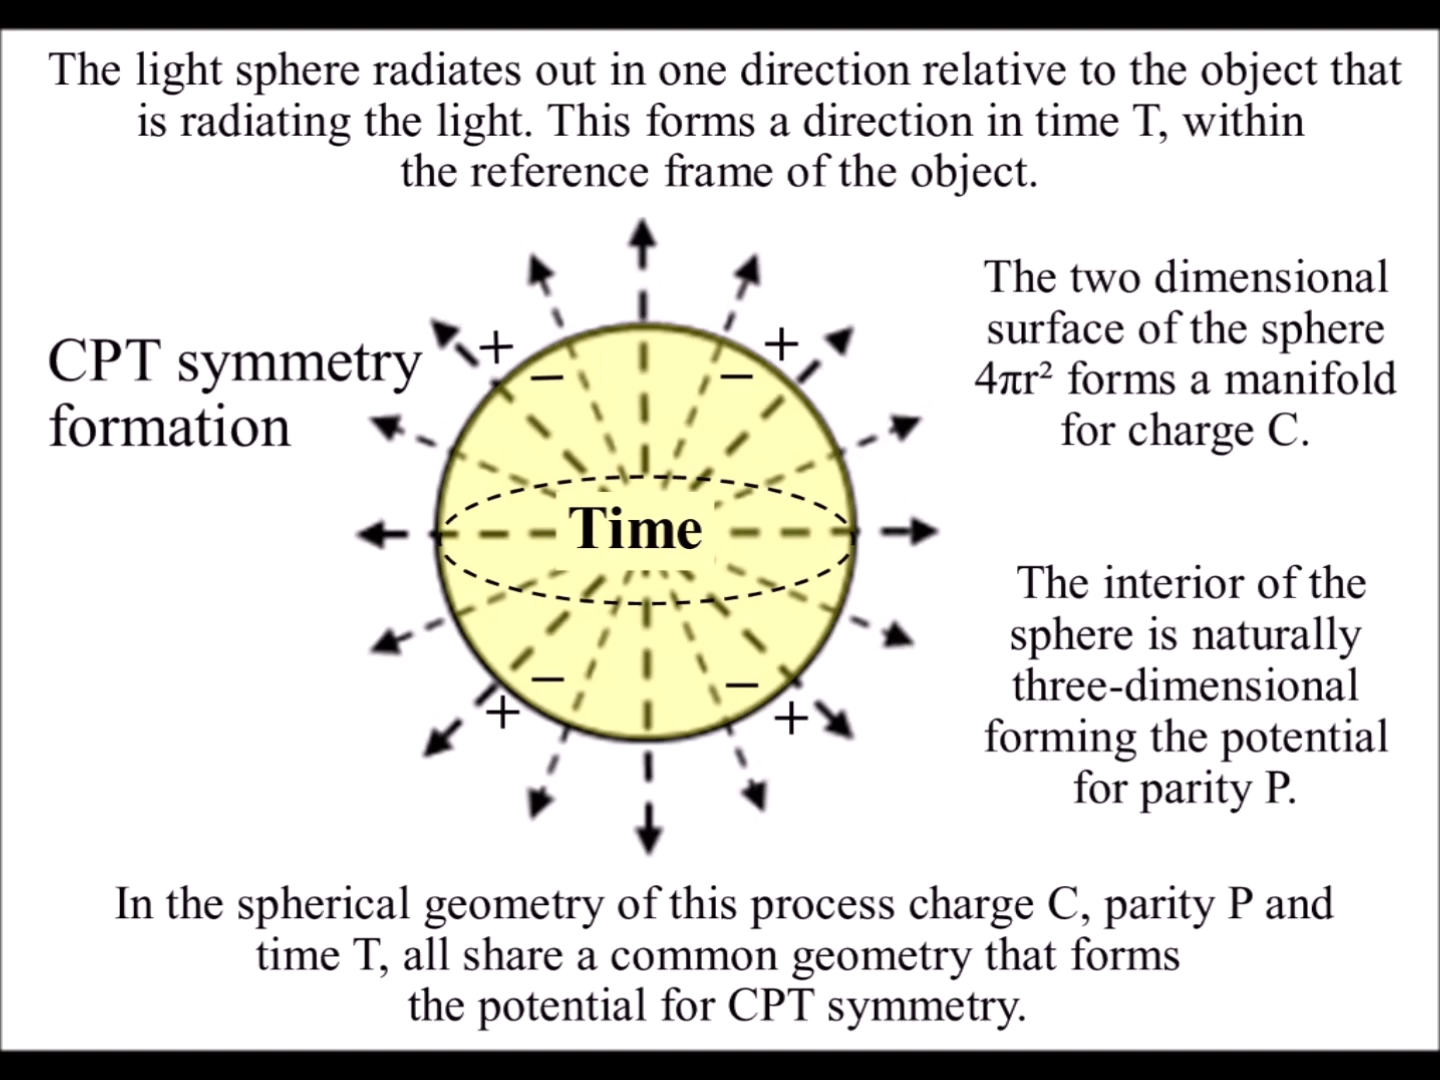 The light sphere radiates out in one direction relative to the object that
is radiating the light. This forms a direction in time T, within
the reference frame of the object.
CPT symmetry
formation
The two dimensional
surface of the sphere
4πr² forms a manifold
for charge C.
+
+
−
−
Time
The interior of the
sphere is naturally
three-dimensional
forming the potential
for parity P.
−
−
+
+
In the spherical geometry of this process charge C, parity P and
time T, all share a common geometry that forms
the potential for CPT symmetry.